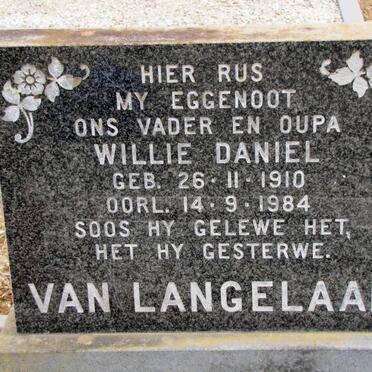 HIER RUS
MY EGGENOOT
ONS VADER EN OUPA
WILLIE DANIEL
GEB. 26-11-1910
OORL. 14-9-1984
SOOS HY GELEWE HET,
HET HY GESTERWE.
VAN LANGELAA